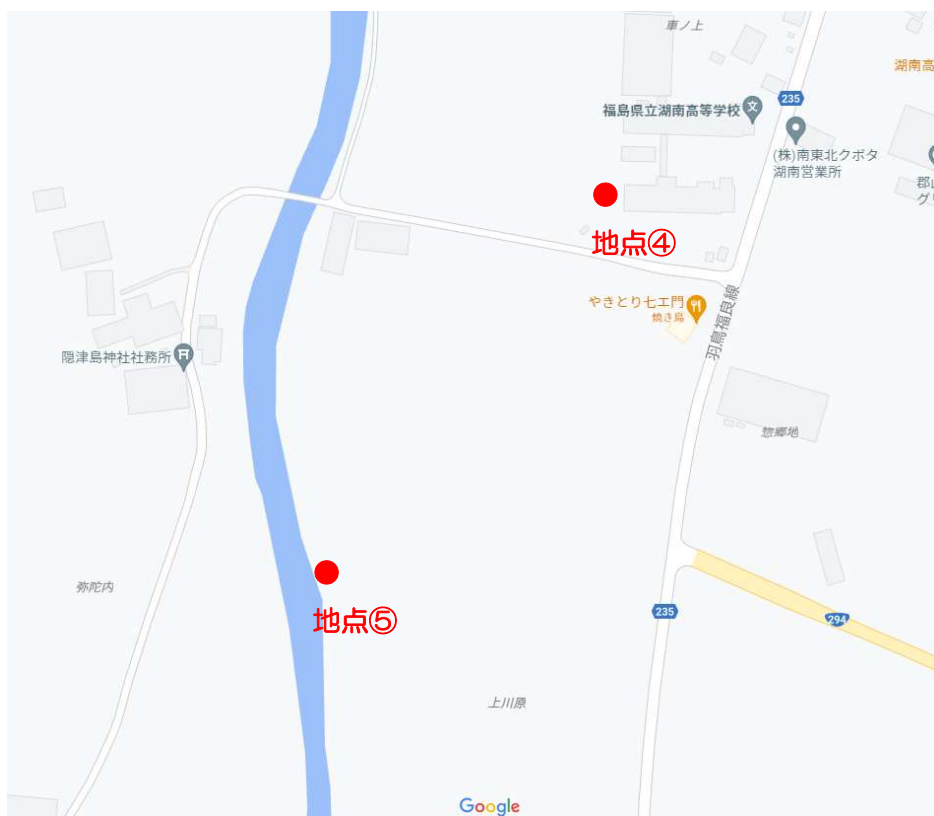 車ノ上
湖南高
235
福島県立湖南高等学校
(株)南東北クボタ
湖南営業所
郡山
グリ
地点④
やきとり七エ門
焼き鳥
羽鳥福良線
隠津島神社社務所
惣郷地
弥陀内
地点⑤
235
294
上川原
Google